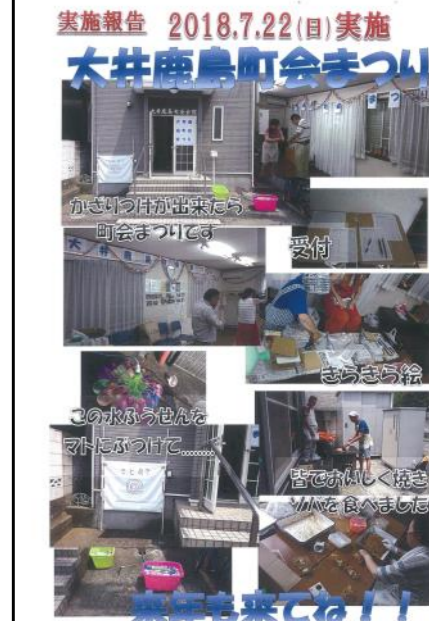 実施報告 2018.7.22(日)実施
大井鹿島町会まつり
かざりつけが出来たら
町会まつりです
受付
きらきら絵
この水ふうせんを
マトにぶつけて........
皆でおいしく焼き
ソバを食べました
来年も来てね！！